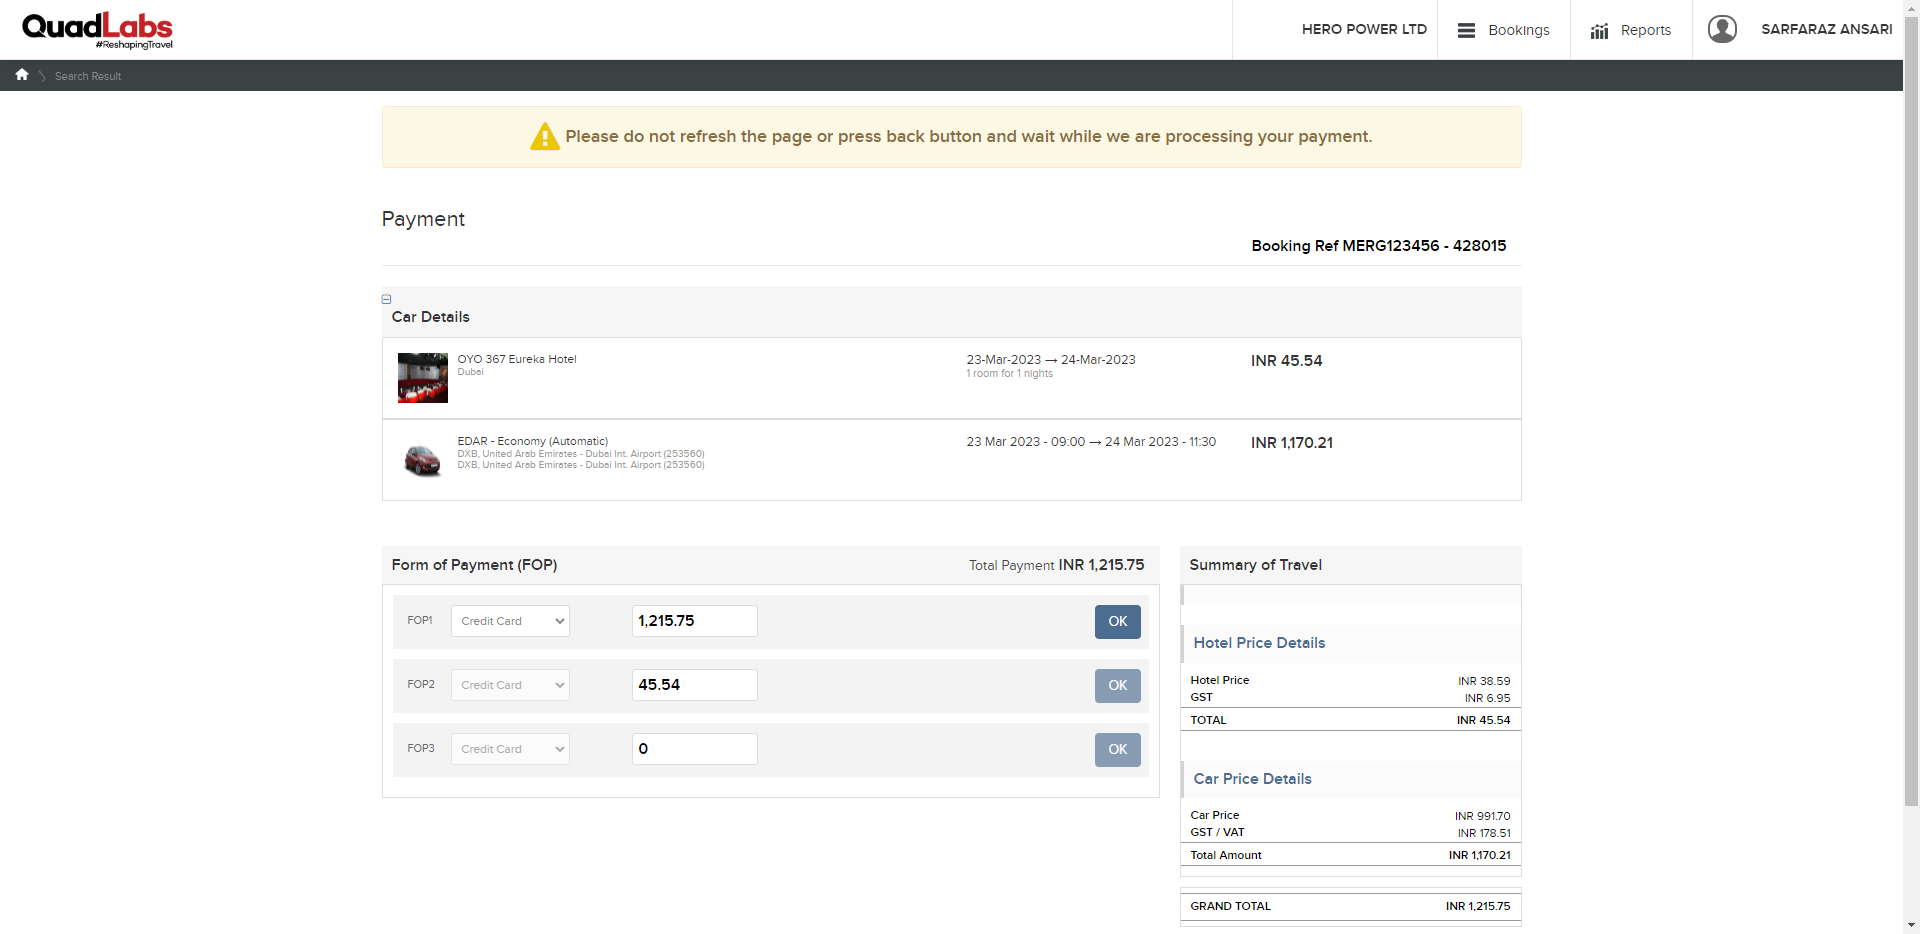 QuadLabs
#ReshapingTravel
HERO POWER LTD
Bookings
Reports
SARFARAZ ANSARI
Search Result
Please do not refresh the page or press back button and wait while we are processing your payment.
Payment
Booking Ref MERG123456 - 428015
Car Details
OYO 367 Eureka Hotel
Dubai
23-Mar-2023 → 24-Mar-2023
1 room for 1 nights
INR 45.54
EDAR - Economy (Automatic)
DXB, United Arab Emirates - Dubai Int. Airport (253560)
DXB, United Arab Emirates - Dubai Int. Airport (253560)
23 Mar 2023 - 09:00 → 24 Mar 2023 - 11:30
INR 1,170.21
Form of Payment (FOP)
Total Payment INR 1,215.75
FOP1 Credit Card 1,215.75 OK
FOP2 Credit Card 45.54 OK
FOP3 Credit Card 0 OK
Summary of Travel
Hotel Price Details
Hotel Price INR 38.59
GST INR 6.95
TOTAL INR 45.54
Car Price Details
Car Price INR 991.70
GST / VAT INR 178.51
Total Amount INR 1,170.21
GRAND TOTAL INR 1,215.75